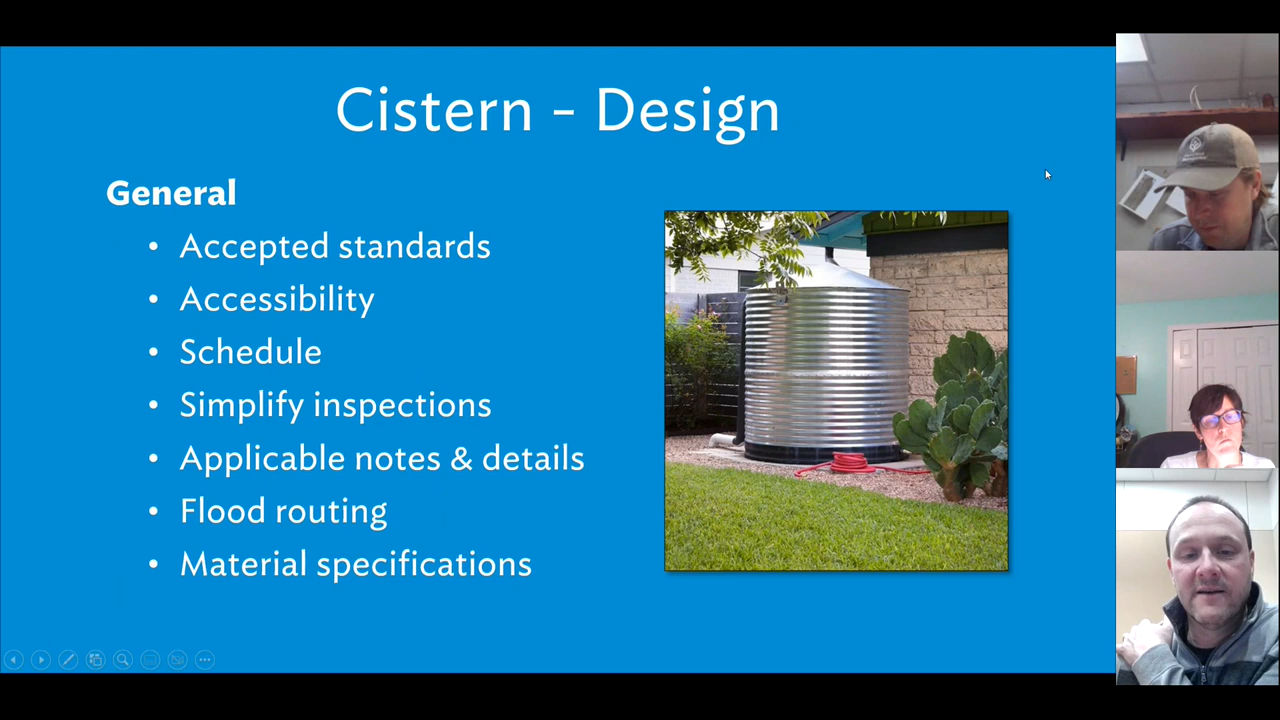 Cistern - Design
General
• Accepted standards
• Accessibility
• Schedule
• Simplify inspections
• Applicable notes & details
• Flood routing
• Material specifications